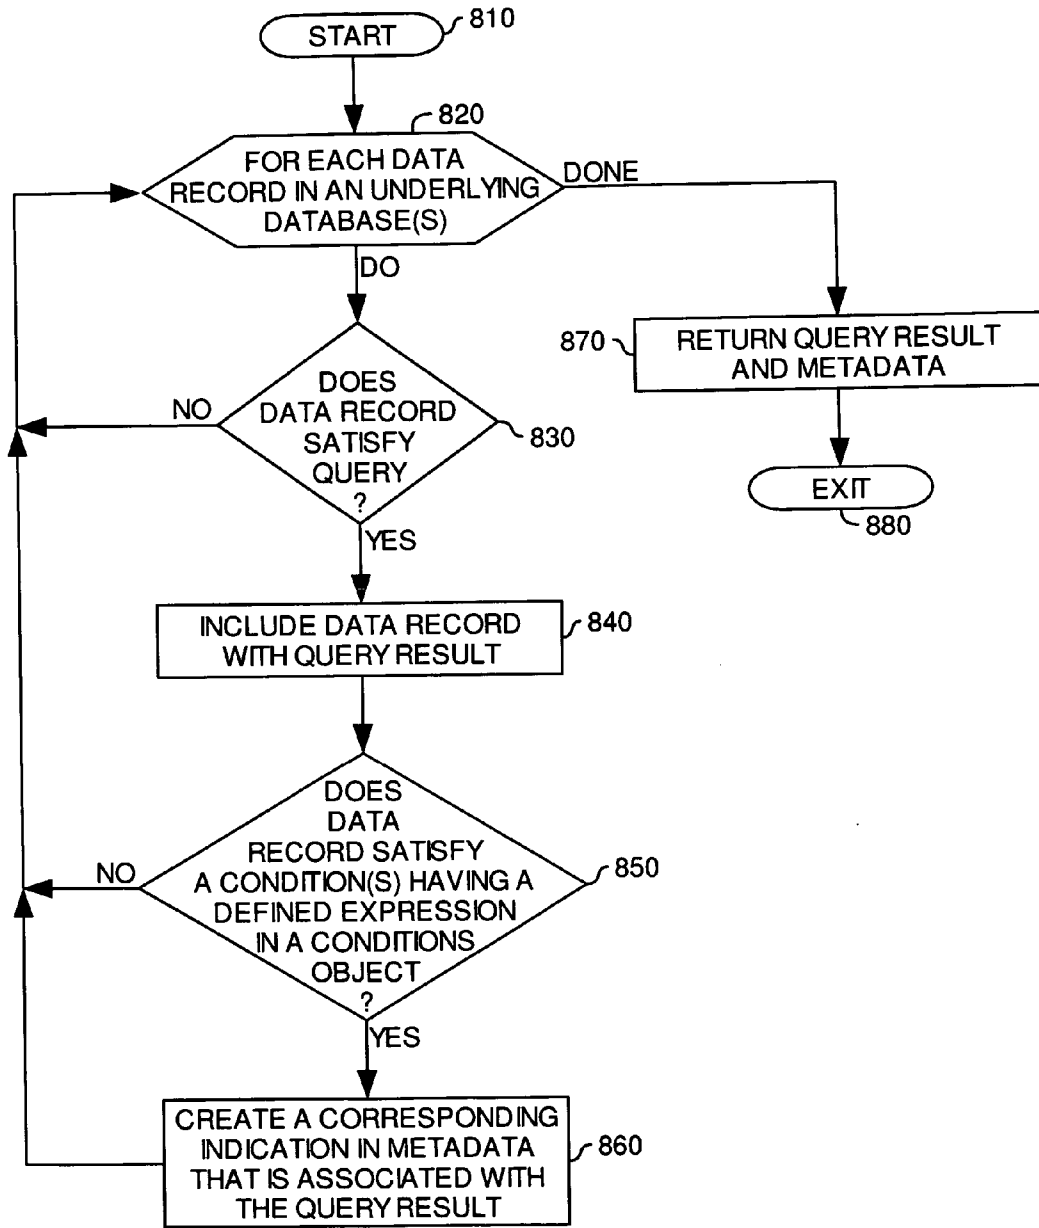 START
810
820
FOR EACH DATA
RECORD IN AN UNDERLYING
DATABASE(S)
DONE
DO
870
RETURN QUERY RESULT
AND METADATA
DOES
DATA RECORD
SATISFY
QUERY
?
NO
830
EXIT
880
YES
INCLUDE DATA RECORD
WITH QUERY RESULT
840
DOES
DATA
RECORD SATISFY
A CONDITION(S) HAVING A
DEFINED EXPRESSION
IN A CONDITIONS
OBJECT
?
NO
850
YES
CREATE A CORRESPONDING
INDICATION IN METADATA
THAT IS ASSOCIATED WITH
THE QUERY RESULT
860